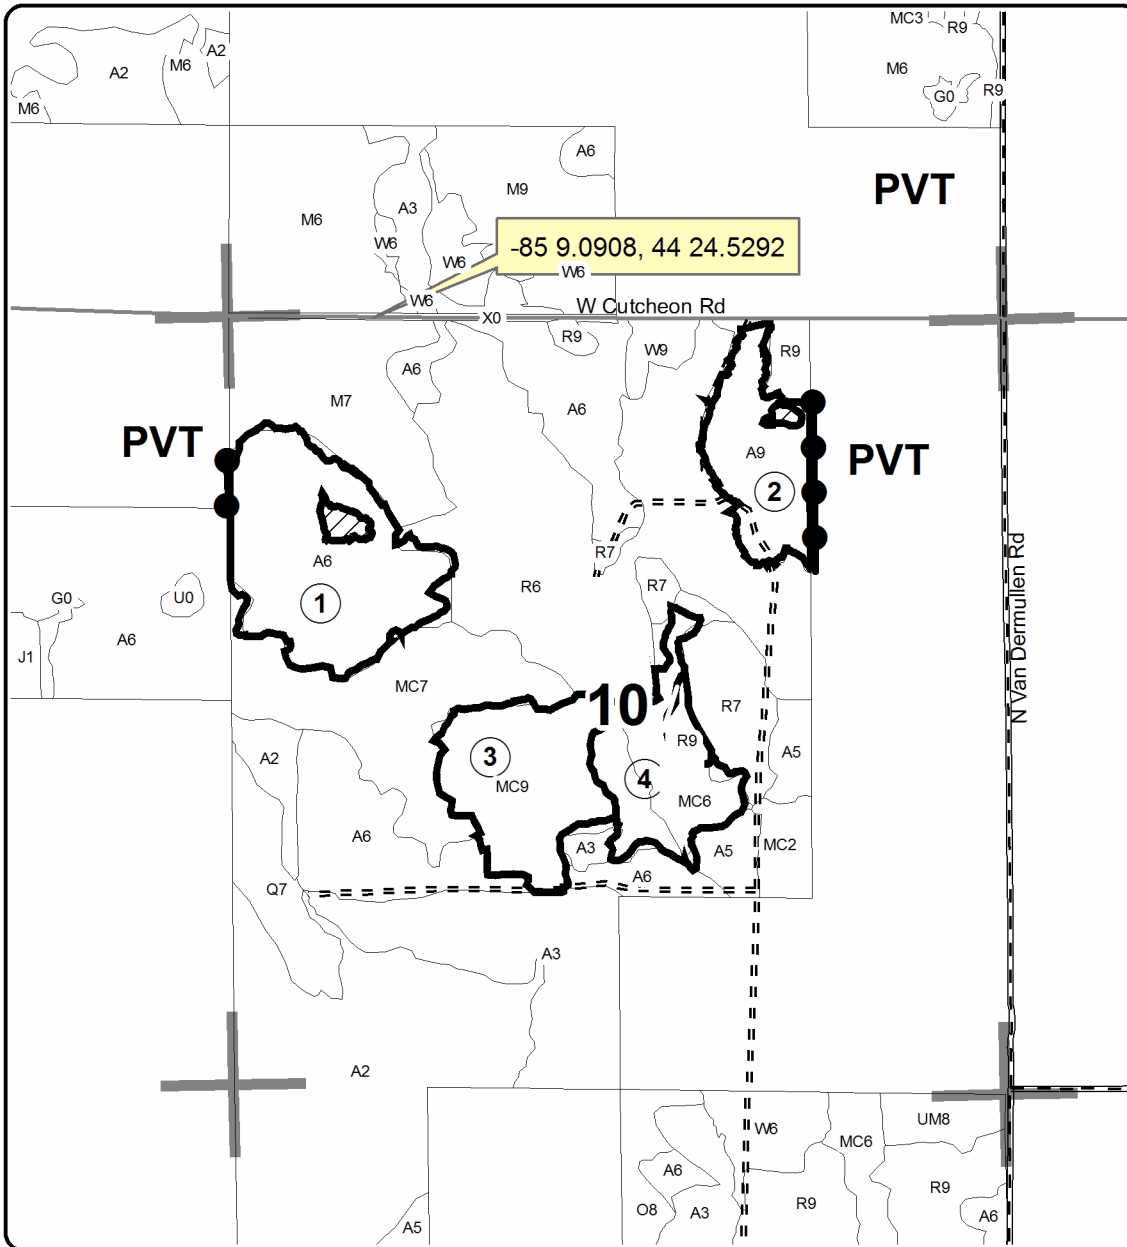 MC3
R9
A2
M6
A2
M6
M6
G0
R9
M6
A6
M9
PVT
A3
M6
W6
W6
-85 9.0908, 44 24.5292
W6
W6
W Cutcheon Rd
X0
R9
W9
R9
A6
M7
A6
PVT
A9
PVT
2
R7
A6
R6
R7
N Van Dermullen Rd
U0
G0
1
A6
J1
MC7
10
R7
R9
A2
3
A5
4
MC9
MC6
A6
A3
A5
MC2
A6
Q7
A3
A2
W6
UM8
MC6
A6
R9
R9
O8
A3
A6
A5